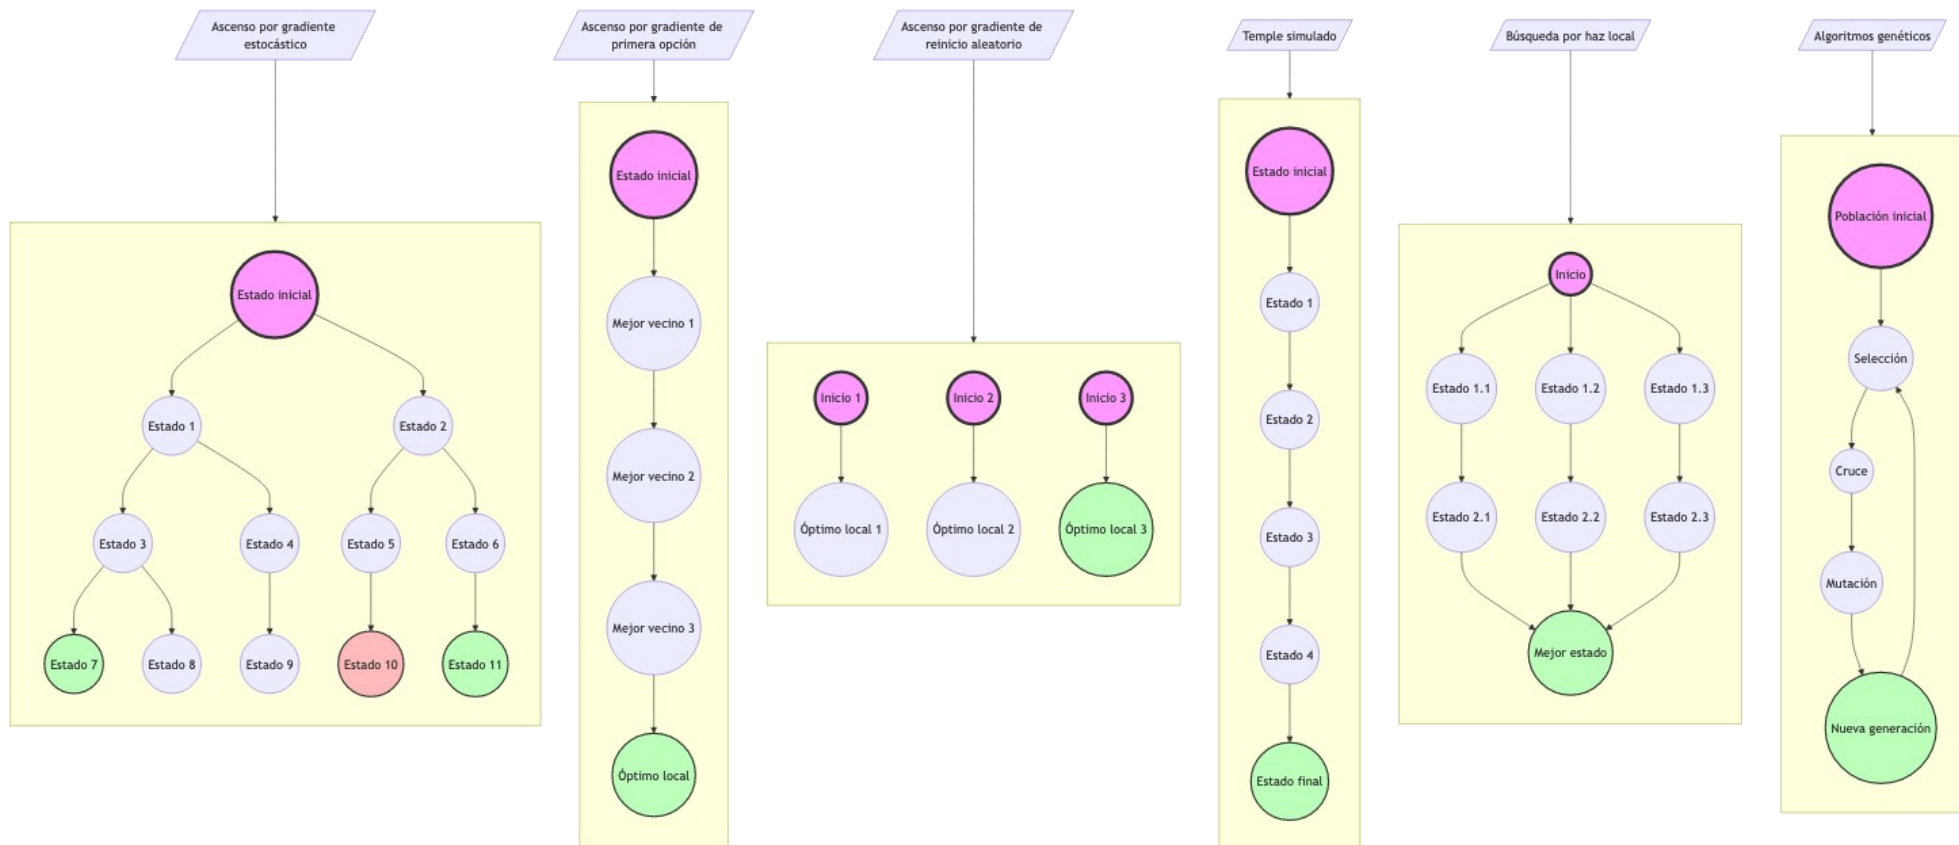 Ascenso por gradiente
estocástico
Estado inicial
Estado 1
Estado 2
Estado 3
Estado 4
Estado 5
Estado 6
Estado 7
Estado 8
Estado 9
Estado 10
Estado 11
Ascenso por gradiente de
primera opción
Estado inicial
Mejor vecino 1
Mejor vecino 2
Mejor vecino 3
Óptimo local
Ascenso por gradiente de
reinicio aleatorio
Inicio 1
Inicio 2
Inicio 3
Óptimo local 1
Óptimo local 2
Óptimo local 3
Temple simulado
Estado inicial
Estado 1
Estado 2
Estado 3
Estado 4
Estado final
Búsqueda por haz local
Inicio
Estado 1.1
Estado 1.2
Estado 1.3
Estado 2.1
Estado 2.2
Estado 2.3
Mejor estado
Algoritmos genéticos
Población inicial
Selección
Cruce
Mutación
Nueva generación